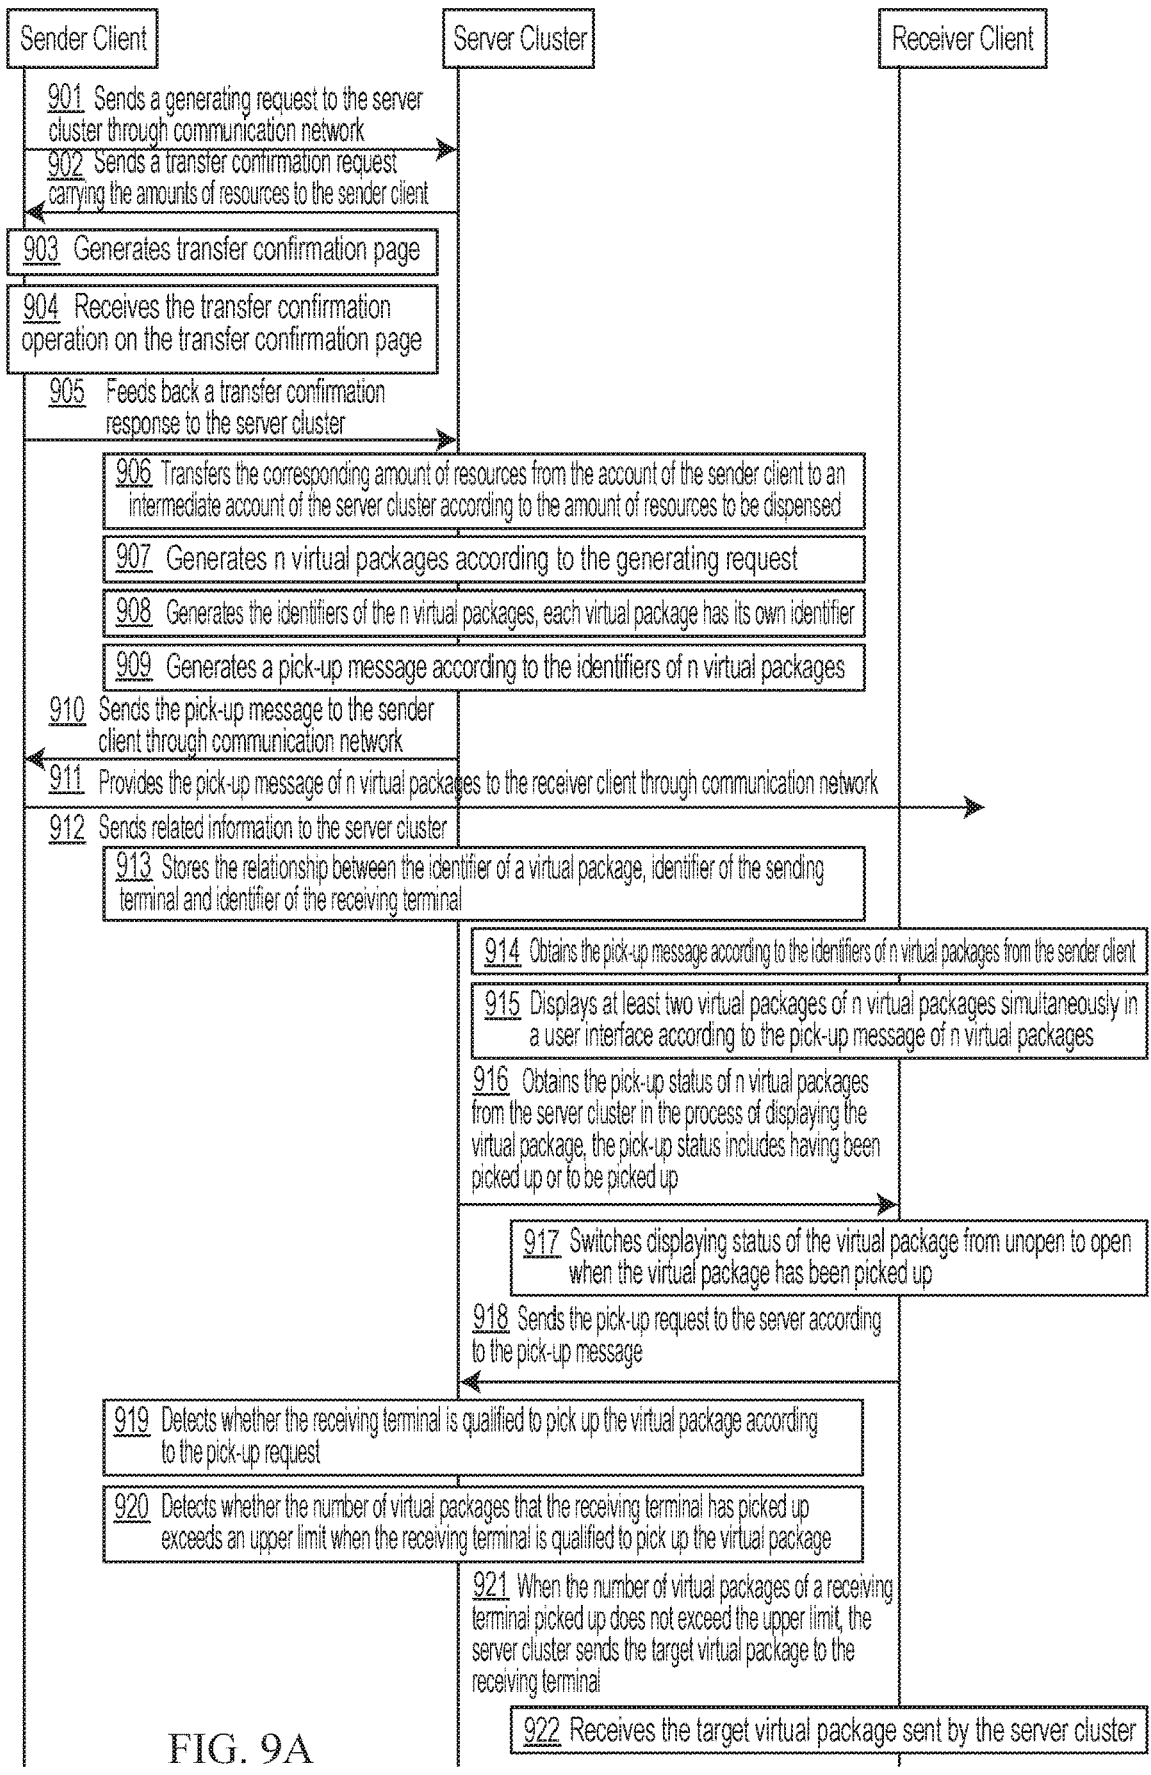 Sender Client
Server Cluster
Receiver Client
901 Sends a generating request to the server
cluster through communication network
902 Sends a transfer confirmation request
carrying the amounts of resources to the sender client
903 Generates transfer confirmation page
904 Receives the transfer confirmation
operation on the transfer confirmation page
905 Feeds back a transfer confirmation
response to the server cluster
906 Transfers the corresponding amount of resources from the account of the sender client to an
intermediate account of the server cluster according to the amount of resources to be dispensed
907 Generates n virtual packages according to the generating request
908 Generates the identifiers of the n virtual packages, each virtual package has its own identifier
909 Generates a pick-up message according to the identifiers of n virtual packages
910 Sends the pick-up message to the sender
client through communication network
911 Provides the pick-up message of n virtual packages to the receiver client through communication network
912 Sends related information to the server cluster
913 Stores the relationship between the identifier of a virtual package, identifier of the sending
terminal and identifier of the receiving terminal
914 Obtains the pick-up message according to the identifiers of n virtual packages from the sender client
915 Displays at least two virtual packages of n virtual packages simultaneously in
a user interface according to the pick-up message of n virtual packages
916 Obtains the pick-up status of n virtual packages
from the server cluster in the process of displaying the
virtual package, the pick-up status includes having been
picked up or to be picked up
917 Switches displaying status of the virtual package from unopen to open
when the virtual package has been picked up
918 Sends the pick-up request to the server according
to the pick-up message
919 Detects whether the receiving terminal is qualified to pick up the virtual package according
to the pick-up request
920 Detects whether the number of virtual packages that the receiving terminal has picked up
exceeds an upper limit when the receiving terminal is qualified to pick up the virtual package
921 When the number of virtual packages of a receiving
terminal picked up does not exceed the upper limit, the
server cluster sends the target virtual package to the
receiving terminal
922 Receives the target virtual package sent by the server cluster
FIG. 9A